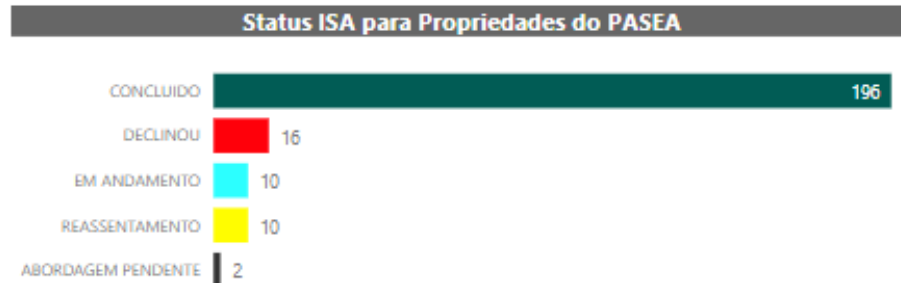 Status ISA para Propriedades do PASEA
CONCLUIDO 196
DECLINOU 16
EM ANDAMENTO 10
REASSENTAMENTO 10
ABORDAGEM PENDENTE 2